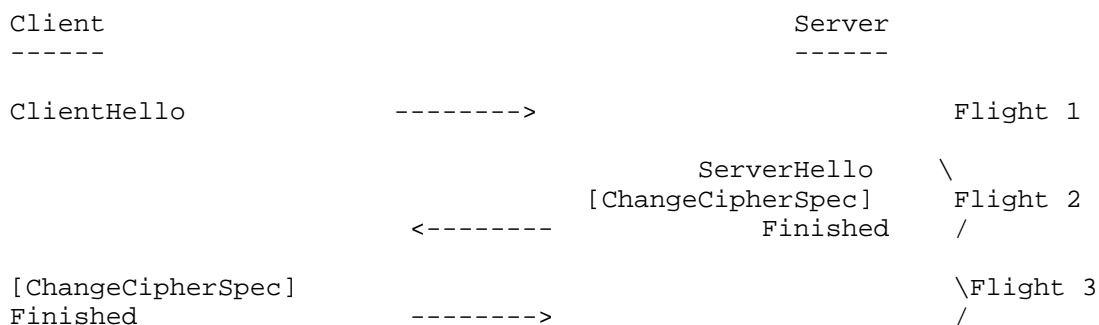 Client                                           Server
------                                           ------
ClientHello             -------->                           Flight 1
                                           ServerHello    \
                                    [ChangeCipherSpec]     Flight 2
                         <--------             Finished    /
[ChangeCipherSpec]                                          \Flight 3
Finished                 -------->                          /